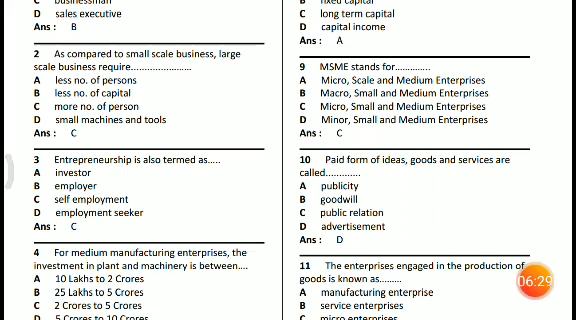 C businessman
D sales executive
Ans : B
2 As compared to small scale business, large
scale business require........................
A less no. of persons
B less no. of capital
C more no. of person
D small machines and tools
Ans : C
3 Entrepreneurship is also termed as.....
A investor
B employer
C self employment
D employment seeker
Ans : C
4 For medium manufacturing enterprises, the
investment in plant and machinery is between....
A 10 Lakhs to 2 Crores
B 25 Lakhs to 5 Crores
C 2 Crores to 5 Crores
D 5 Crores to 10 Crores
B fixed capital
C long term capital
D capital income
Ans : A
9 MSME stands for..............
A Micro, Scale and Medium Enterprises
B Macro, Small and Medium Enterprises
C Micro, Small and Medium Enterprises
D Minor, Small and Medium Enterprises
Ans : C
10 Paid form of ideas, goods and services are
called.............
A publicity
B goodwill
C public relation
D advertisement
Ans : D
11 The enterprises engaged in the production of
goods is known as.........
A manufacturing enterprise
B service enterprises
C micro enterprises
06:29